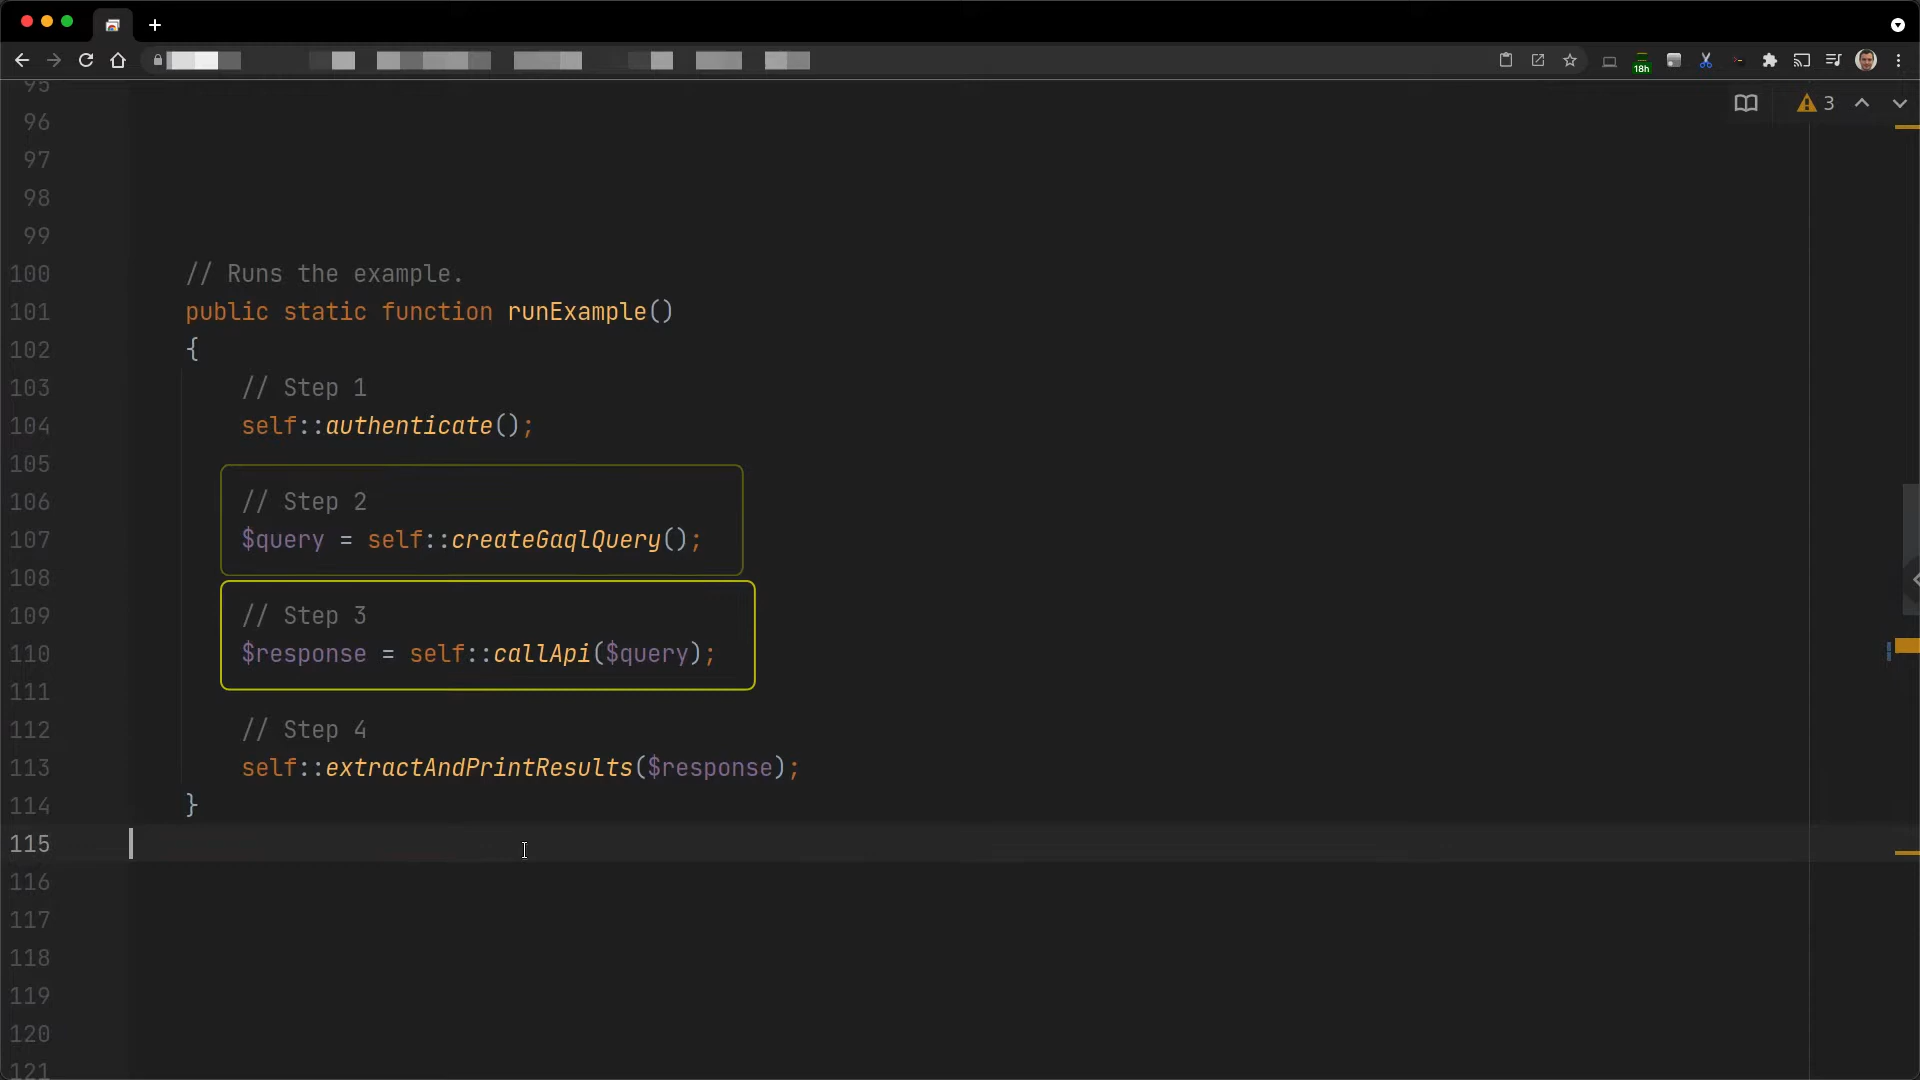 18h
3
95
96
97
98
99
100 // Runs the example.
101 public static function runExample()
102 {
103 // Step 1
104 self::authenticate();
105
106 // Step 2
107 $query = self::createGaqlQuery();
108
109 // Step 3
110 $response = self::callApi($query);
111
112 // Step 4
113 self::extractAndPrintResults($response);
114 }
115
116
117
118
119
120
121